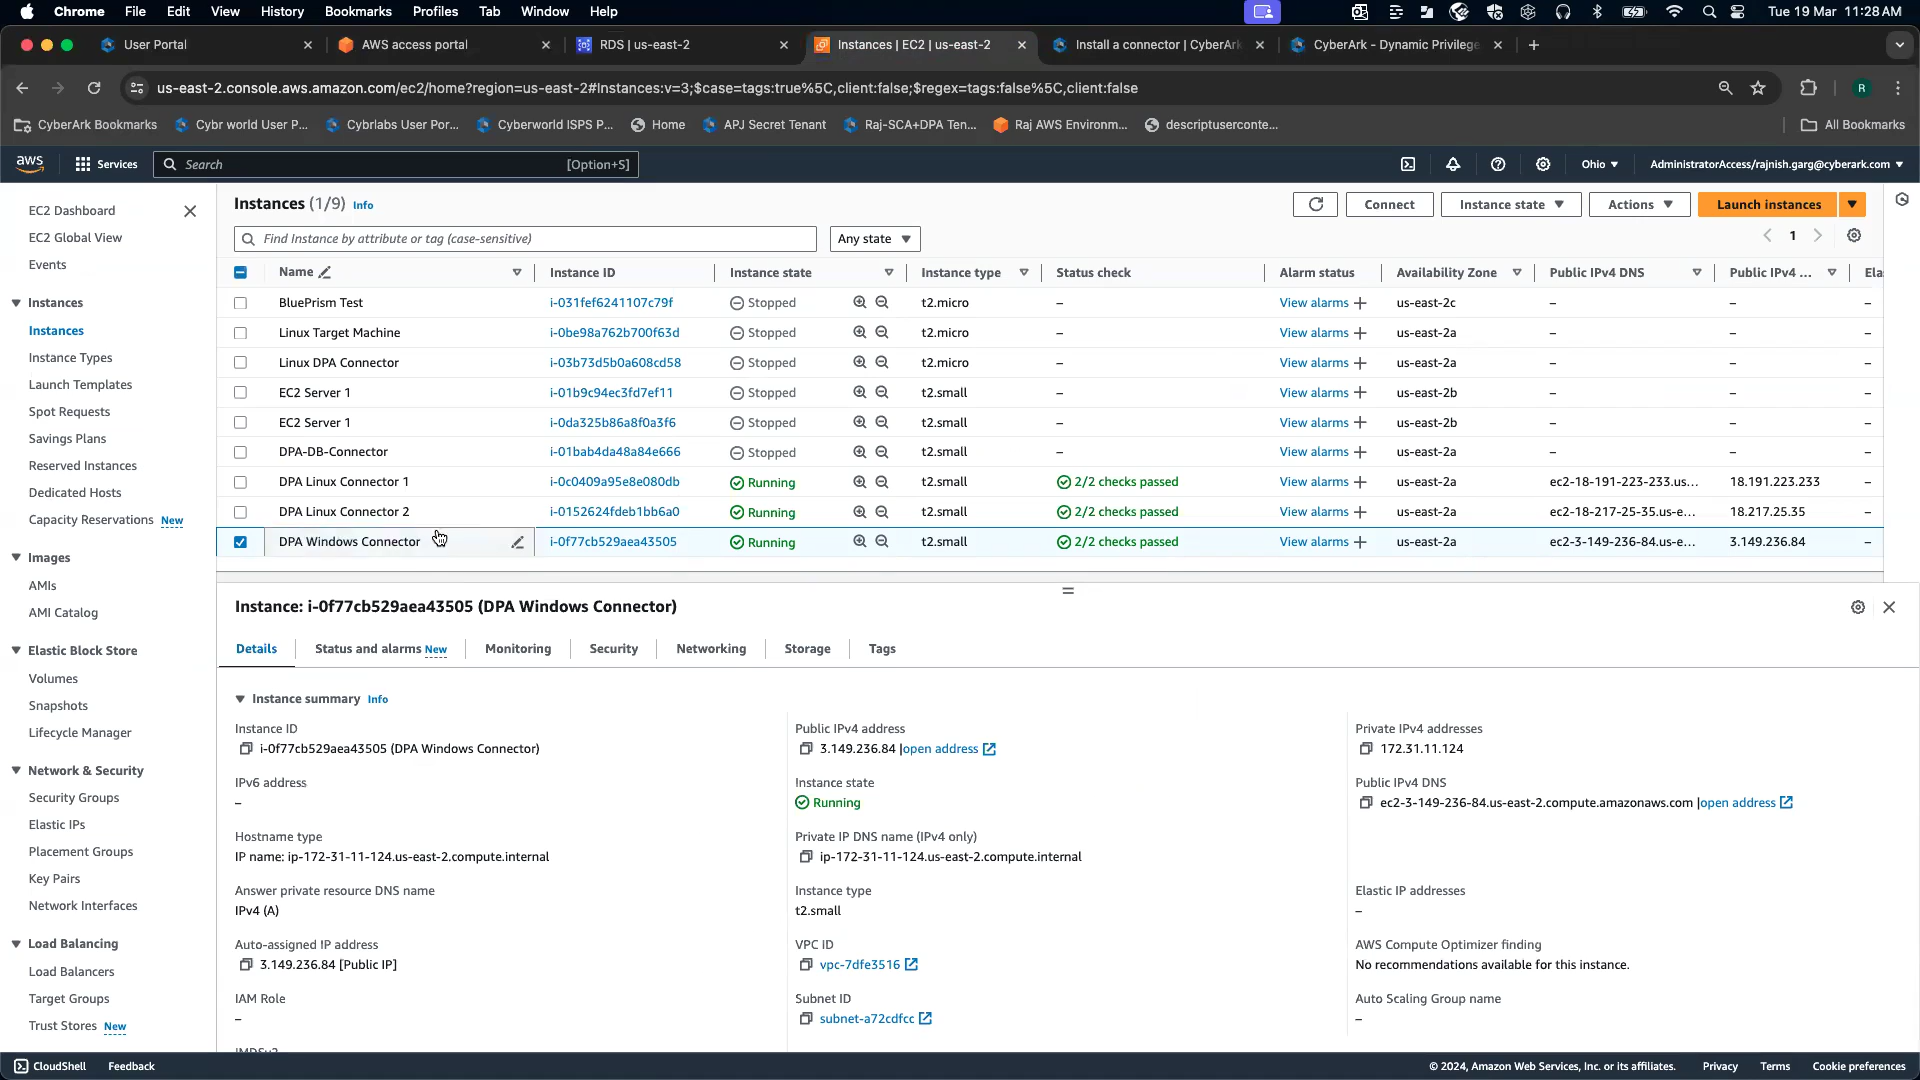 Chrome File Edit View History Bookmarks Profiles Tab Window Help Tue 19 Mar 11:28 AM
User Portal AWS access portal RDS | us-east-2 Instances | EC2 | us-east-2 Install a connector | CyberArk CyberArk - Dynamic Privilege
us-east-2.console.aws.amazon.com/ec2/home?region=us-east-2#Instances:v=3;$case=tags:true%5C,client:false;$regex=tags:false%5C,client:false R
CyberArk Bookmarks Cybr world User P... Cybrlabs User Por... Cyberworld ISPS P... Home APJ Secret Tenant Raj-SCA+DPA Ten... Raj AWS Environm... descriptuserconte... All Bookmarks
aws Services Search [Option+S] Ohio AdministratorAccess/rajnish.garg@cyberark.com
EC2 Dashboard
EC2 Global View
Events
Instances
Instances
Instance Types
Launch Templates
Spot Requests
Savings Plans
Reserved Instances
Dedicated Hosts
Capacity Reservations New
Images
AMIs
AMI Catalog
Elastic Block Store
Volumes
Snapshots
Lifecycle Manager
Network & Security
Security Groups
Elastic IPs
Placement Groups
Key Pairs
Network Interfaces
Load Balancing
Load Balancers
Target Groups
Trust Stores New
Instances (1/9) Info Connect Instance state Actions Launch instances
Find Instance by attribute or tag (case-sensitive) Any state 1
Name Instance ID Instance state Instance type Status check Alarm status Availability Zone Public IPv4 DNS Public IPv4 ... Ela
BluePrism Test i-031fef6241107c79f Stopped t2.micro – View alarms + us-east-2c – – –
Linux Target Machine i-0be98a762b700f63d Stopped t2.micro – View alarms + us-east-2a – – –
Linux DPA Connector i-03b73d5b0a608cd58 Stopped t2.micro – View alarms + us-east-2a – – –
EC2 Server 1 i-01b9c94ec3fd7ef11 Stopped t2.small – View alarms + us-east-2b – – –
EC2 Server 1 i-0da325b86a8f0a3f6 Stopped t2.small – View alarms + us-east-2b – – –
DPA-DB-Connector i-01bab4da48a84e666 Stopped t2.small – View alarms + us-east-2a – – –
DPA Linux Connector 1 i-0c0409a95e8e080db Running t2.small 2/2 checks passed View alarms + us-east-2a ec2-18-191-223-233.us... 18.191.223.233 –
DPA Linux Connector 2 i-0152624fdeb1bb6a0 Running t2.small 2/2 checks passed View alarms + us-east-2a ec2-18-217-25-35.us-e... 18.217.25.35 –
DPA Windows Connector i-0f77cb529aea43505 Running t2.small 2/2 checks passed View alarms + us-east-2a ec2-3-149-236-84.us-e... 3.149.236.84 –
Instance: i-0f77cb529aea43505 (DPA Windows Connector)
Details Status and alarms New Monitoring Security Networking Storage Tags
Instance summary Info
Instance ID
i-0f77cb529aea43505 (DPA Windows Connector)
Public IPv4 address
3.149.236.84 |open address
Private IPv4 addresses
172.31.11.124
IPv6 address
–
Instance state
Running
Public IPv4 DNS
ec2-3-149-236-84.us-east-2.compute.amazonaws.com |open address
Hostname type
IP name: ip-172-31-11-124.us-east-2.compute.internal
Private IP DNS name (IPv4 only)
ip-172-31-11-124.us-east-2.compute.internal
Answer private resource DNS name
IPv4 (A)
Instance type
t2.small
Elastic IP addresses
–
Auto-assigned IP address
3.149.236.84 [Public IP]
VPC ID
vpc-7dfe3516
AWS Compute Optimizer finding
No recommendations available for this instance.
IAM Role
–
Subnet ID
subnet-a72cdfcc
Auto Scaling Group name
–
CloudShell Feedback © 2024, Amazon Web Services, Inc. or its affiliates. Privacy Terms Cookie preferences